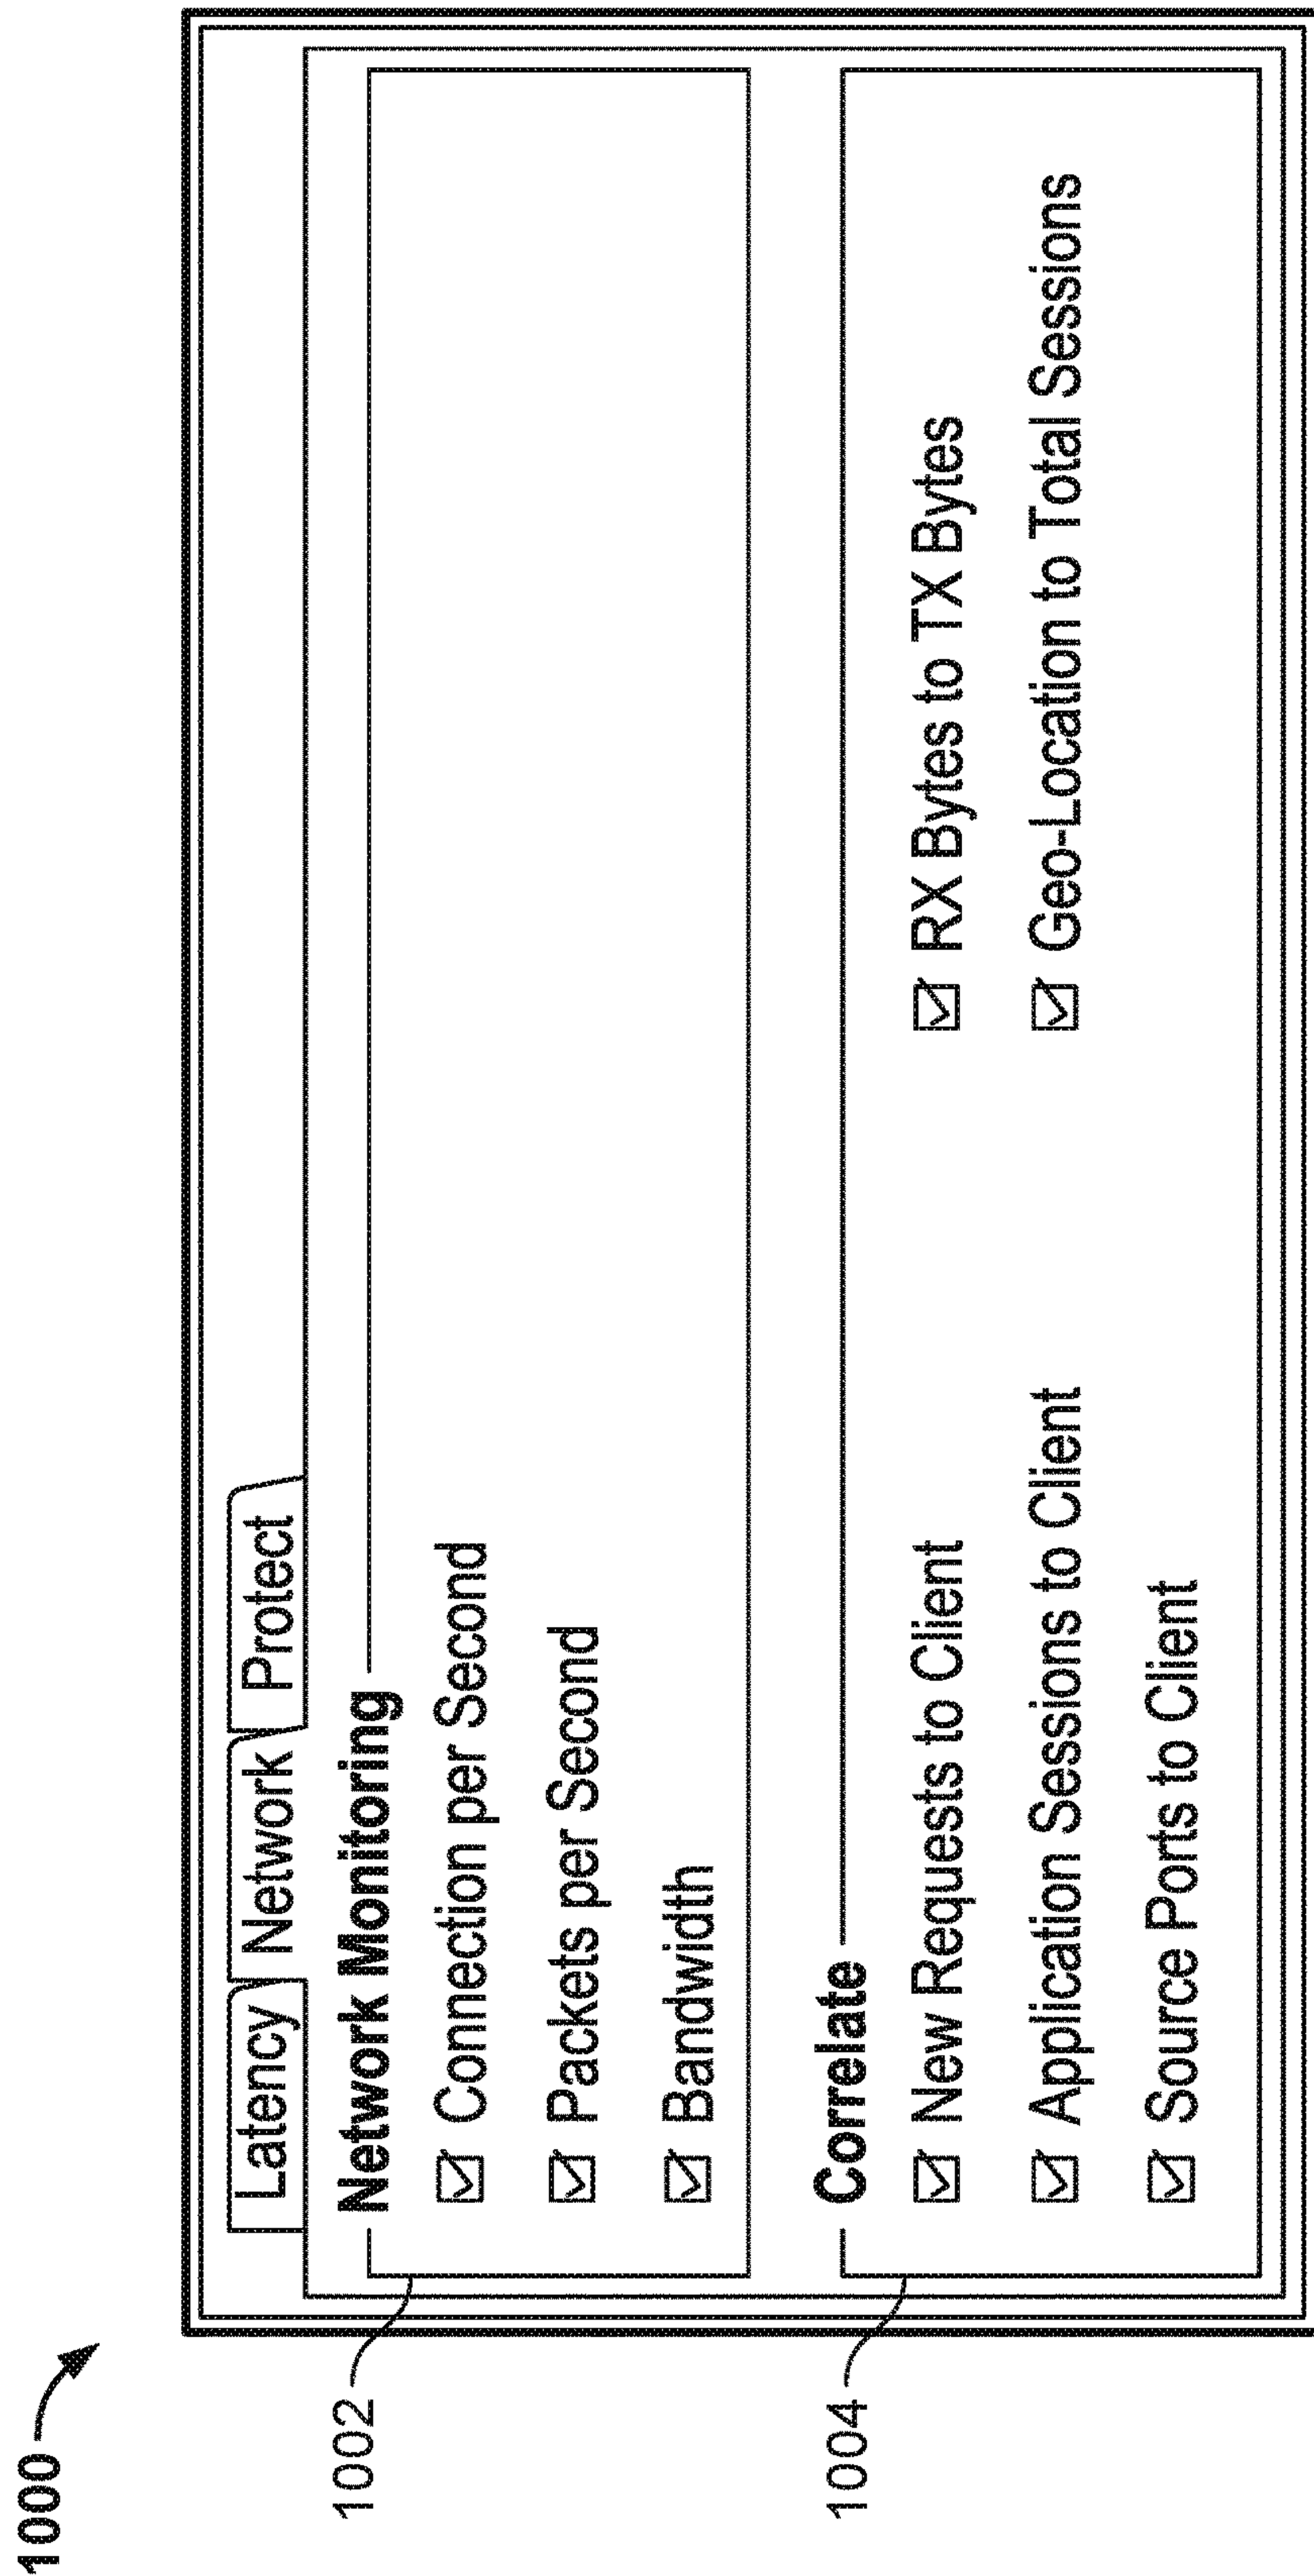 1000
Latency Network Protect
1002
Network Monitoring
Connection per Second
Packets per Second
Bandwidth
1004
Correlate
New Requests to Client RX Bytes to TX Bytes
Application Sessions to Client Geo-Location to Total Sessions
Source Ports to Client